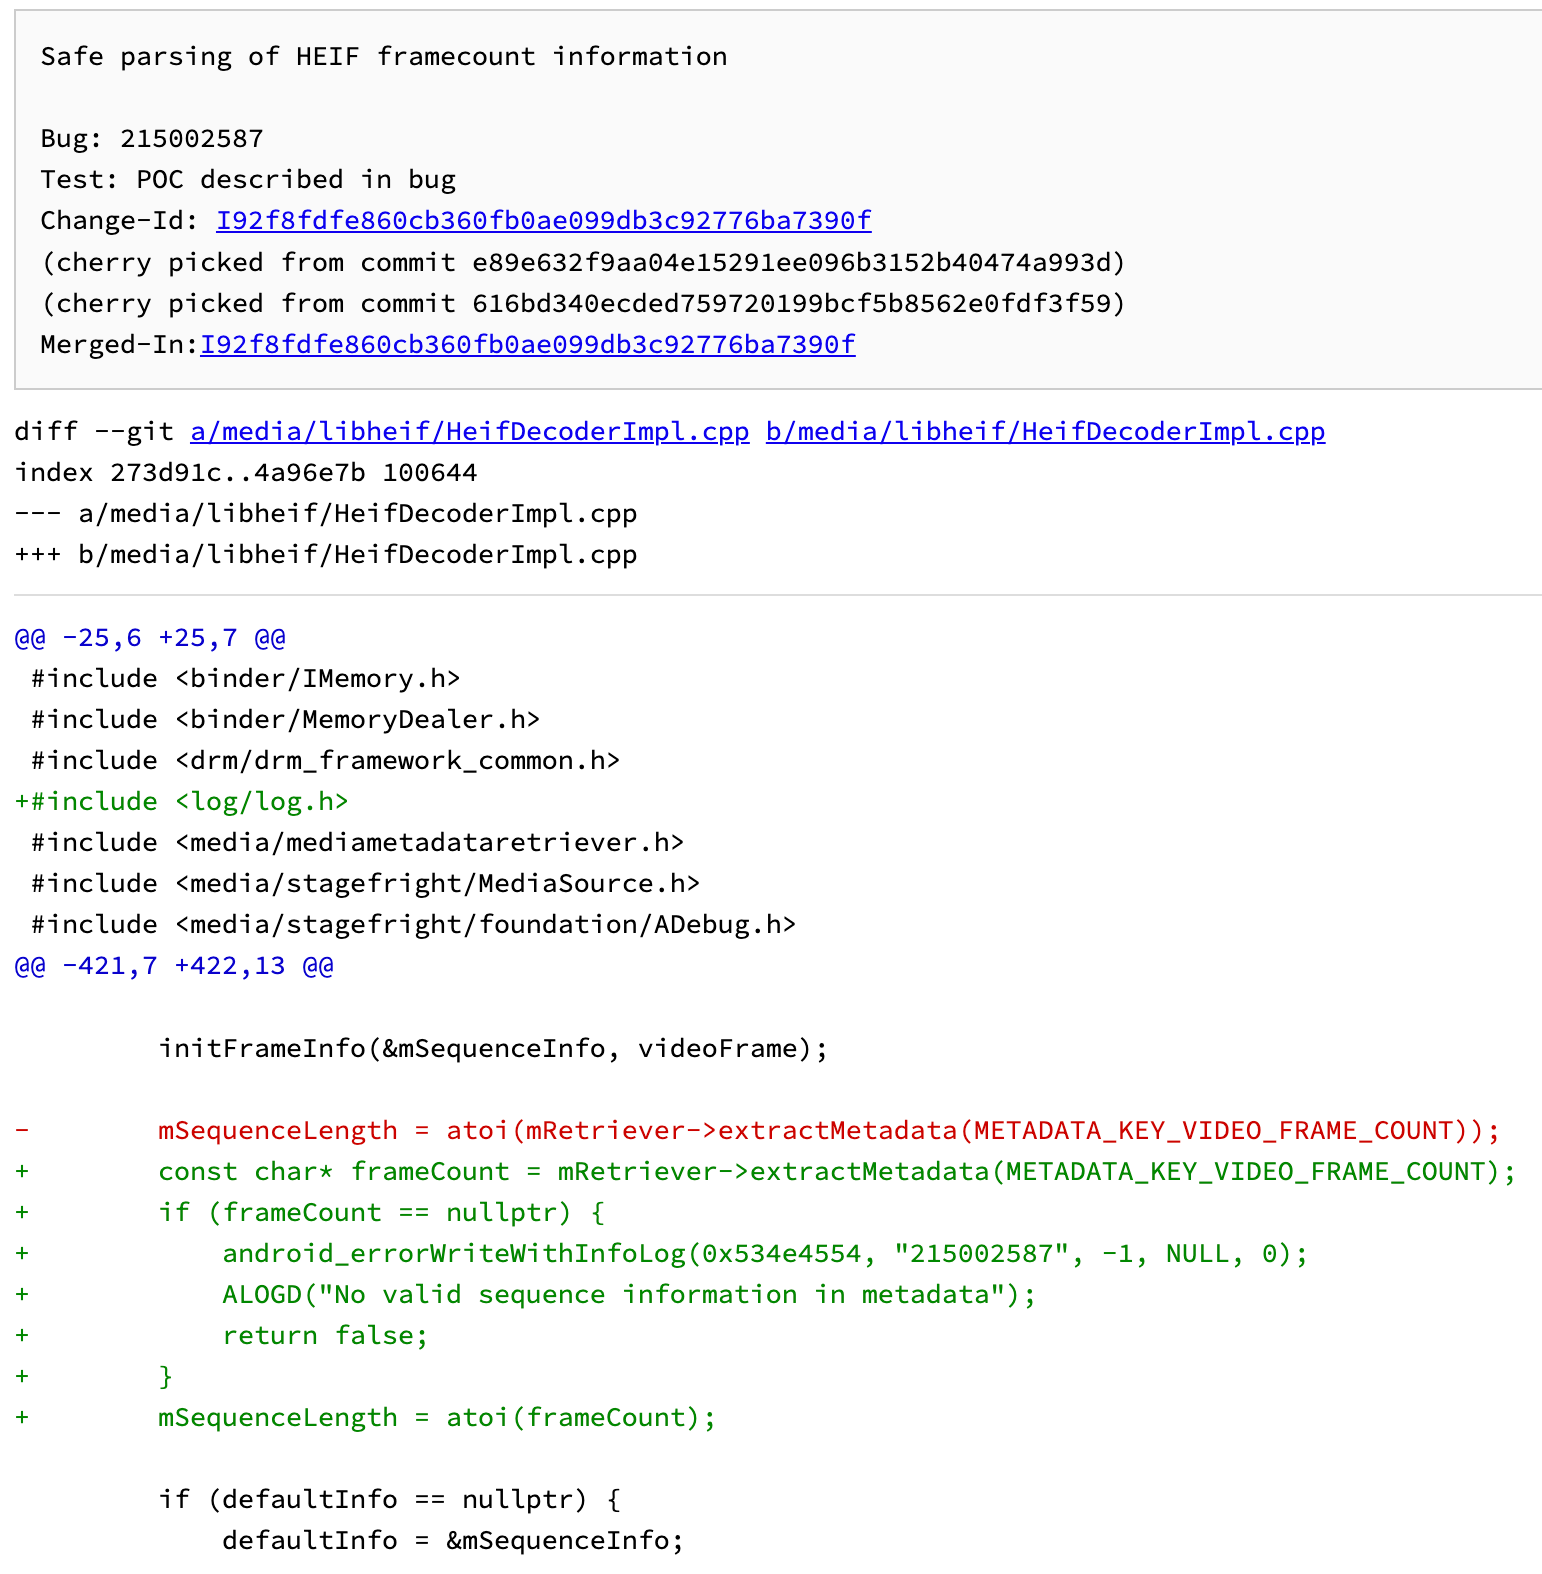 Safe parsing of HEIF framecount information
Bug: 215002587
Test: POC described in bug
Change-Id: I92f8fdfe860cb360fb0ae099db3c92776ba7390f
(cherry picked from commit e89e632f9aa04e15291ee096b3152b40474a993d)
(cherry picked from commit 616bd340ecded759720199bcf5b8562e0fdf3f59)
Merged-In:I92f8fdfe860cb360fb0ae099db3c92776ba7390f
diff --git a/media/libheif/HeifDecoderImpl.cpp b/media/libheif/HeifDecoderImpl.cpp
index 273d91c..4a96e7b 100644
--- a/media/libheif/HeifDecoderImpl.cpp
+++ b/media/libheif/HeifDecoderImpl.cpp
@@ -25,6 +25,7 @@
 #include <binder/IMemory.h>
 #include <binder/MemoryDealer.h>
 #include <drm/drm_framework_common.h>
+#include <log/log.h>
 #include <media/mediametadataretriever.h>
 #include <media/stagefright/MediaSource.h>
 #include <media/stagefright/foundation/ADebug.h>
@@ -421,7 +422,13 @@
         initFrameInfo(&mSequenceInfo, videoFrame);
-        mSequenceLength = atoi(mRetriever->extractMetadata(METADATA_KEY_VIDEO_FRAME_COUNT));
+        const char* frameCount = mRetriever->extractMetadata(METADATA_KEY_VIDEO_FRAME_COUNT);
+        if (frameCount == nullptr) {
+            android_errorWriteWithInfoLog(0x534e4554, "215002587", -1, NULL, 0);
+            ALOGD("No valid sequence information in metadata");
+            return false;
+        }
+        mSequenceLength = atoi(frameCount);
         if (defaultInfo == nullptr) {
             defaultInfo = &mSequenceInfo;